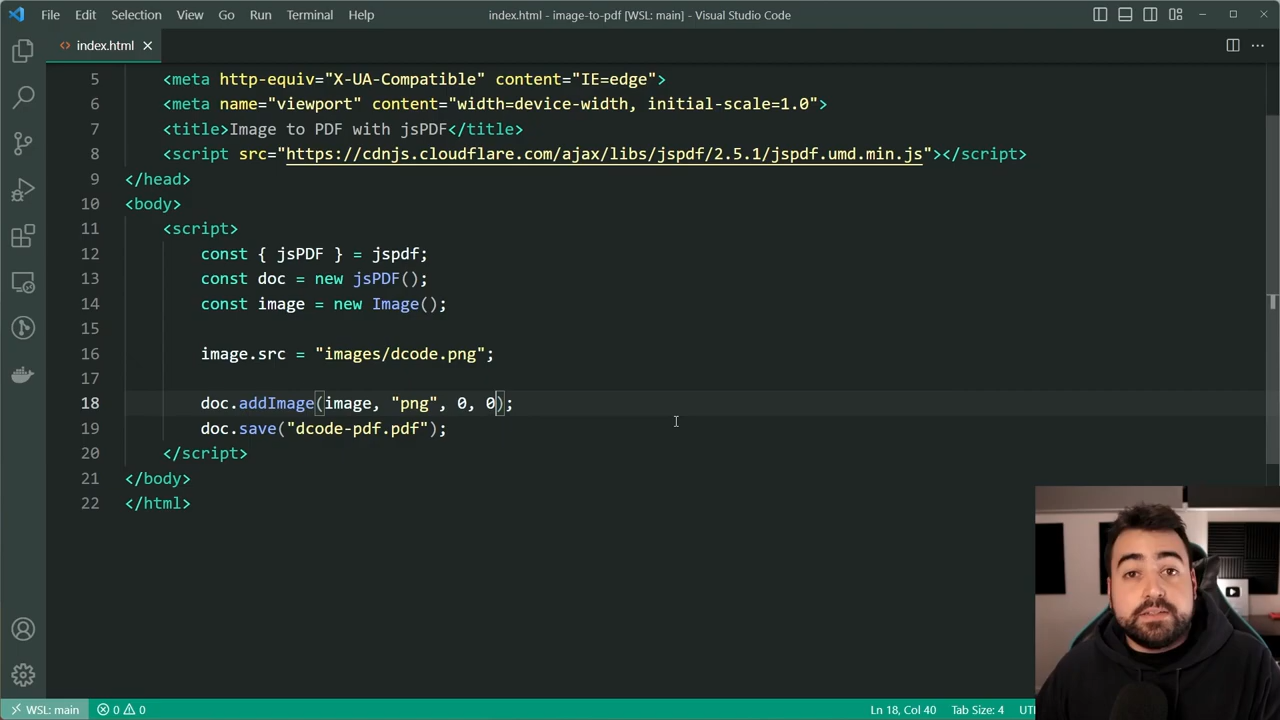 File Edit Selection View Go Run Terminal Help index.html - image-to-pdf [WSL: main] - Visual Studio Code
<> index.html ×
5 <meta http-equiv="X-UA-Compatible" content="IE=edge">
6 <meta name="viewport" content="width=device-width, initial-scale=1.0">
7 <title>Image to PDF with jsPDF</title>
8 <script src="https://cdnjs.cloudflare.com/ajax/libs/jspdf/2.5.1/jspdf.umd.min.js"></script>
9 </head>
10 <body>
11 <script>
12 const { jsPDF } = jspdf;
13 const doc = new jsPDF();
14 const image = new Image();
15
16 image.src = "images/dcode.png";
17
18 doc.addImage(image, "png", 0, 0);
19 doc.save("dcode-pdf.pdf");
20 </script>
21 </body>
22 </html>
WSL: main 0 0 Ln 18, Col 40 Tab Size: 4 UT